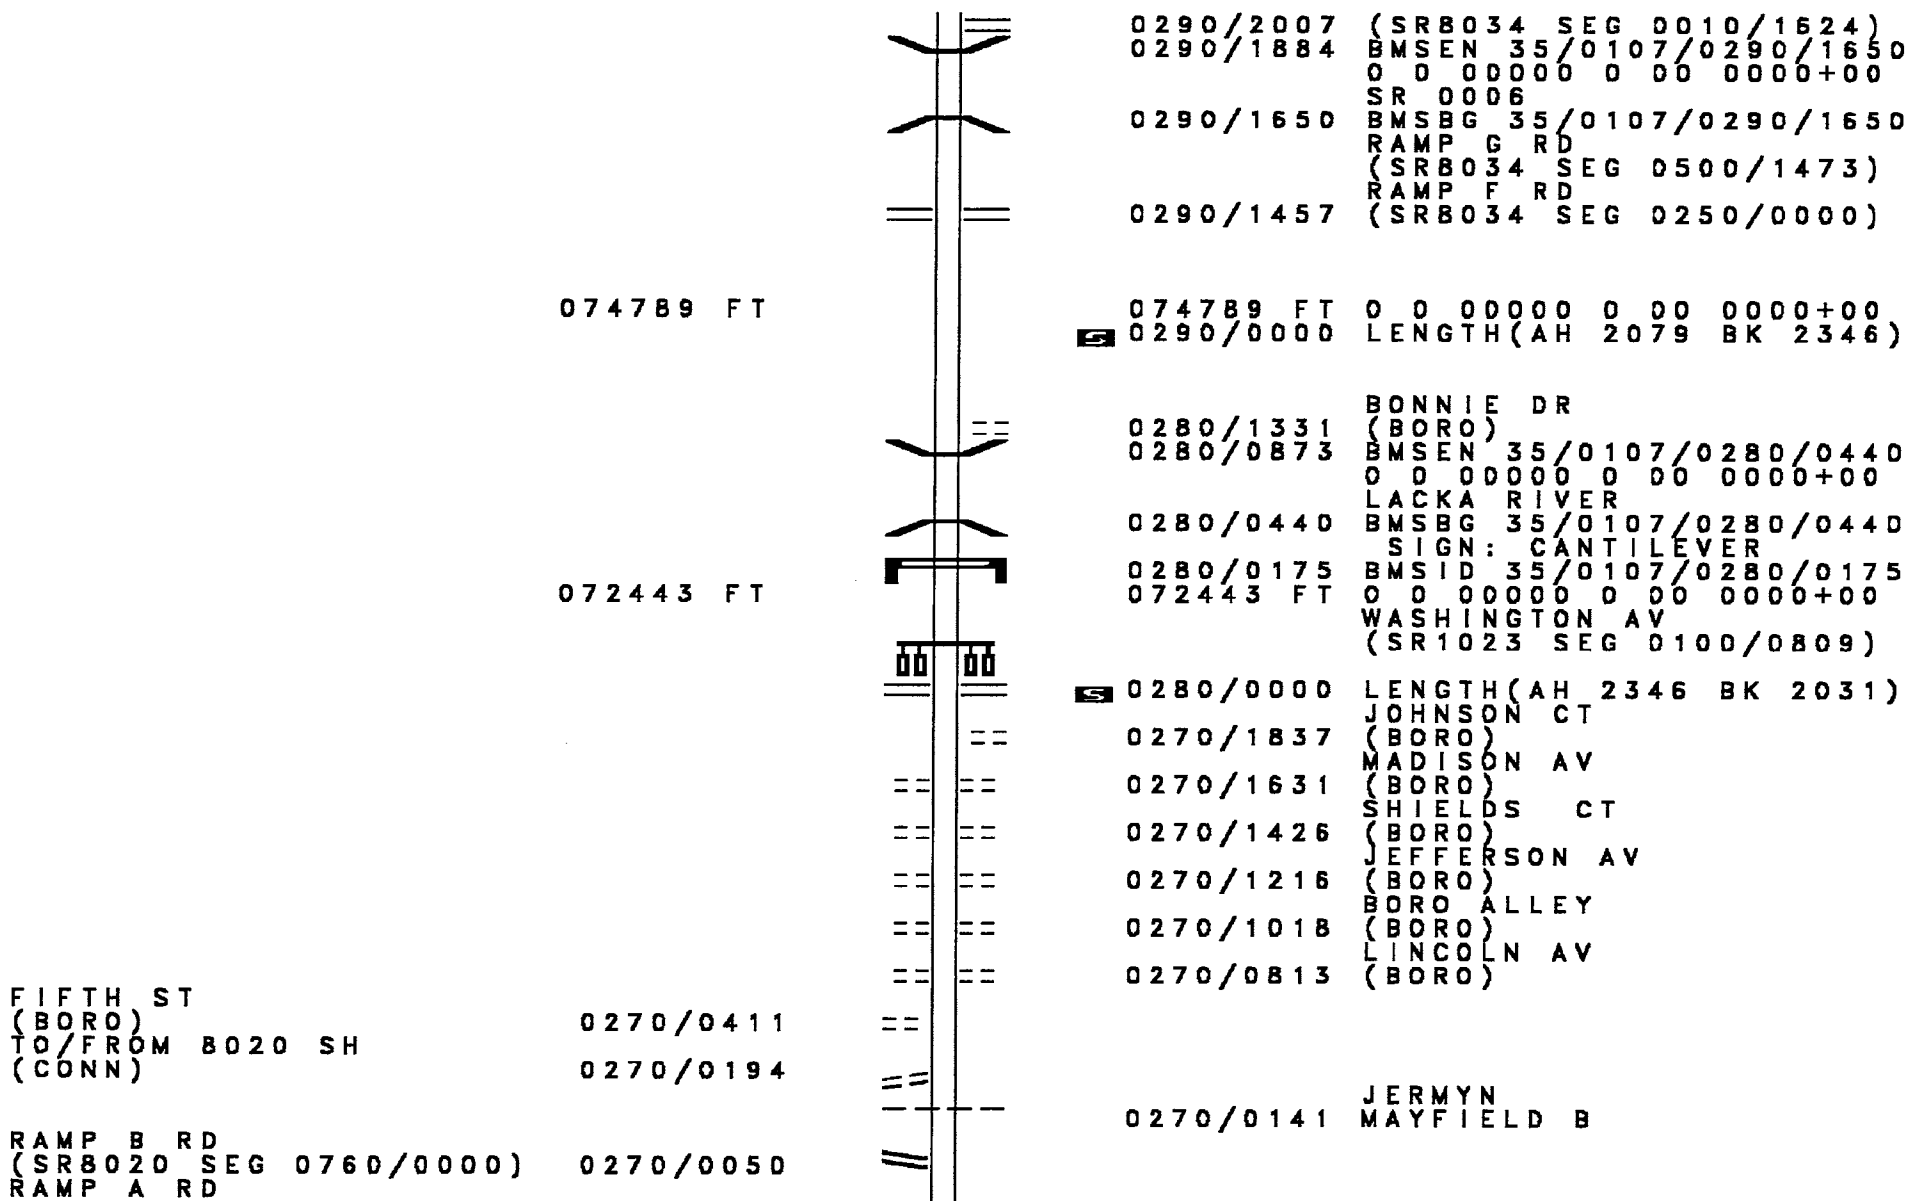 0290/2007 (SR8034 SEG 0010/1624)
0290/1884 BMSEN 35/0107/0290/1650
0 0 00000 0 00 0000+00
SR 0006
0290/1650 BMSBG 35/0107/0290/1650
RAMP G RD
(SR8034 SEG 0500/1473)
RAMP F RD
0290/1457 (SR8034 SEG 0250/0000)
074789 FT 074789 FT 0 0 00000 0 00 0000+00
S 0290/0000 LENGTH(AH 2079 BK 2346)
BONNIE DR
0280/1331 (BORO)
0280/0873 BMSEN 35/0107/0280/0440
0 0 00000 0 00 0000+00
LACKA RIVER
0280/0440 BMSBG 35/0107/0280/0440
SIGN: CANTILEVER
0280/0175 BMSID 35/0107/0280/0175
072443 FT 072443 FT 0 0 00000 0 00 0000+00
WASHINGTON AV
(SR1023 SEG 0100/0809)
S 0280/0000 LENGTH(AH 2346 BK 2031)
JOHNSON CT
0270/1837 (BORO)
MADISON AV
0270/1631 (BORO)
SHIELDS CT
0270/1426 (BORO)
JEFFERSON AV
0270/1216 (BORO)
BORO ALLEY
0270/1018 (BORO)
LINCOLN AV
0270/0813 (BORO)
FIFTH ST
(BORO) 0270/0411
TO/FROM 8020 SH
(CONN) 0270/0194
JERMYN
0270/0141 MAYFIELD B
RAMP B RD
(SR8020 SEG 0760/0000) 0270/0050
RAMP A RD